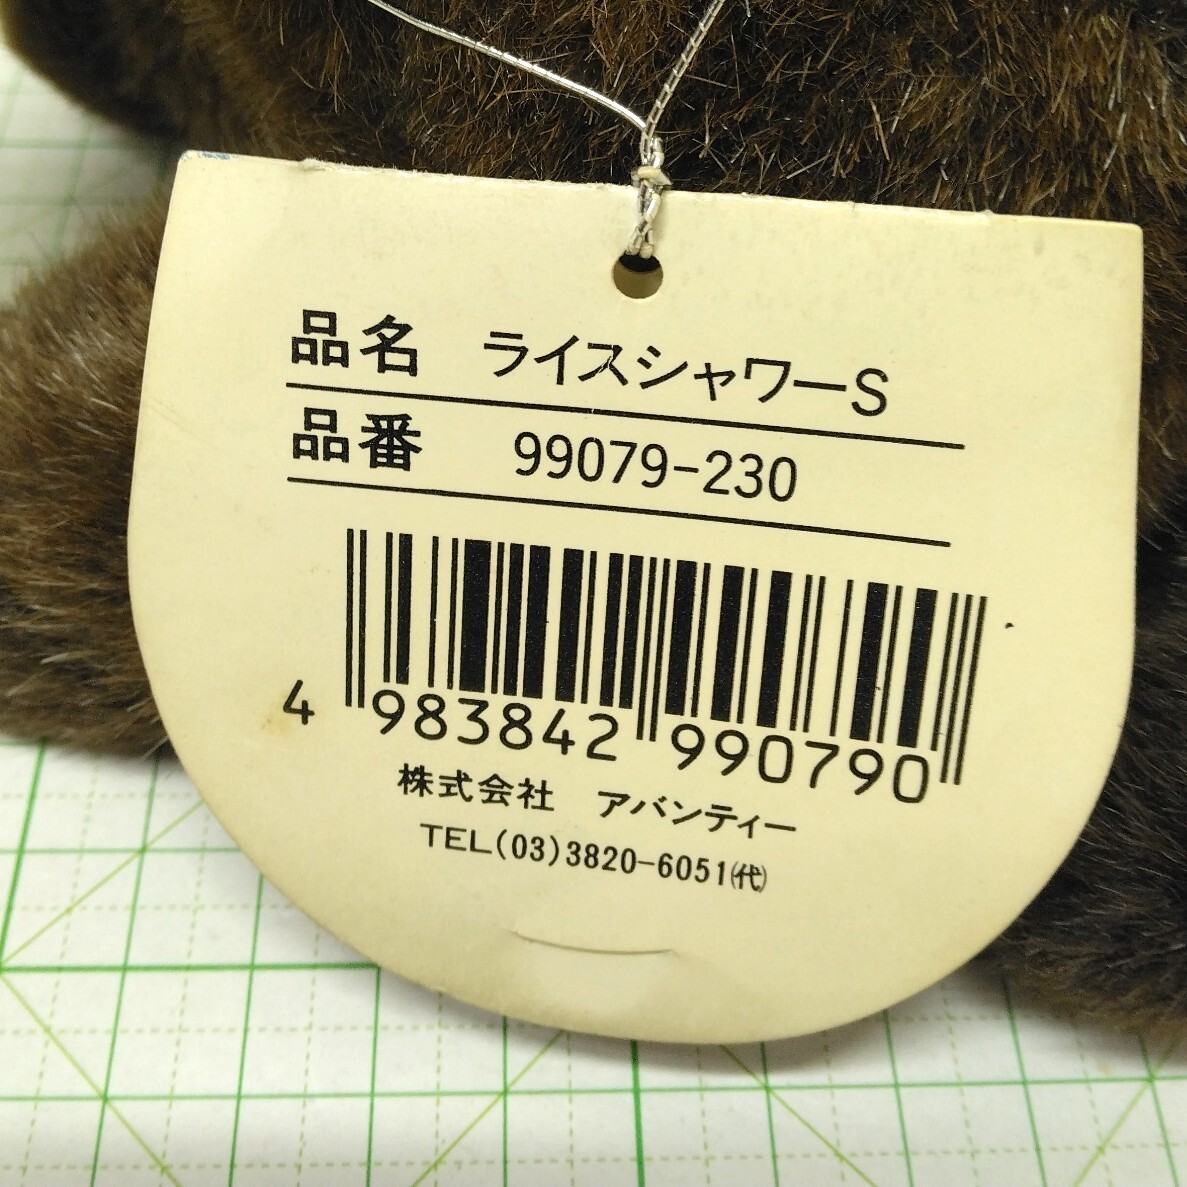 品名 ライスシャワーS
品番 99079-230
4 983842 990790
株式会社 アバンティー
TEL(03)3820-6051㈹